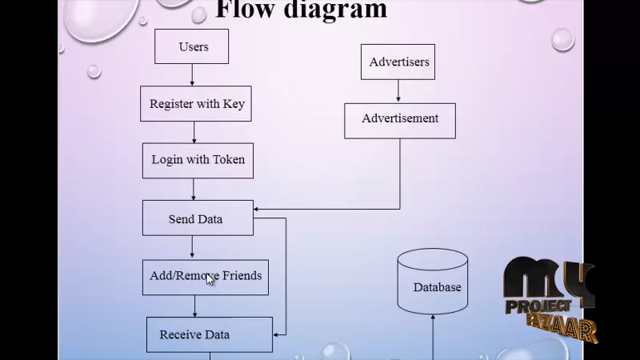 Flow diagram
Users
Advertisers
Register with Key
Advertisement
Login with Token
Send Data
Add/Remove Friends
Database
Receive Data
my
PROJECT
BAZAAR